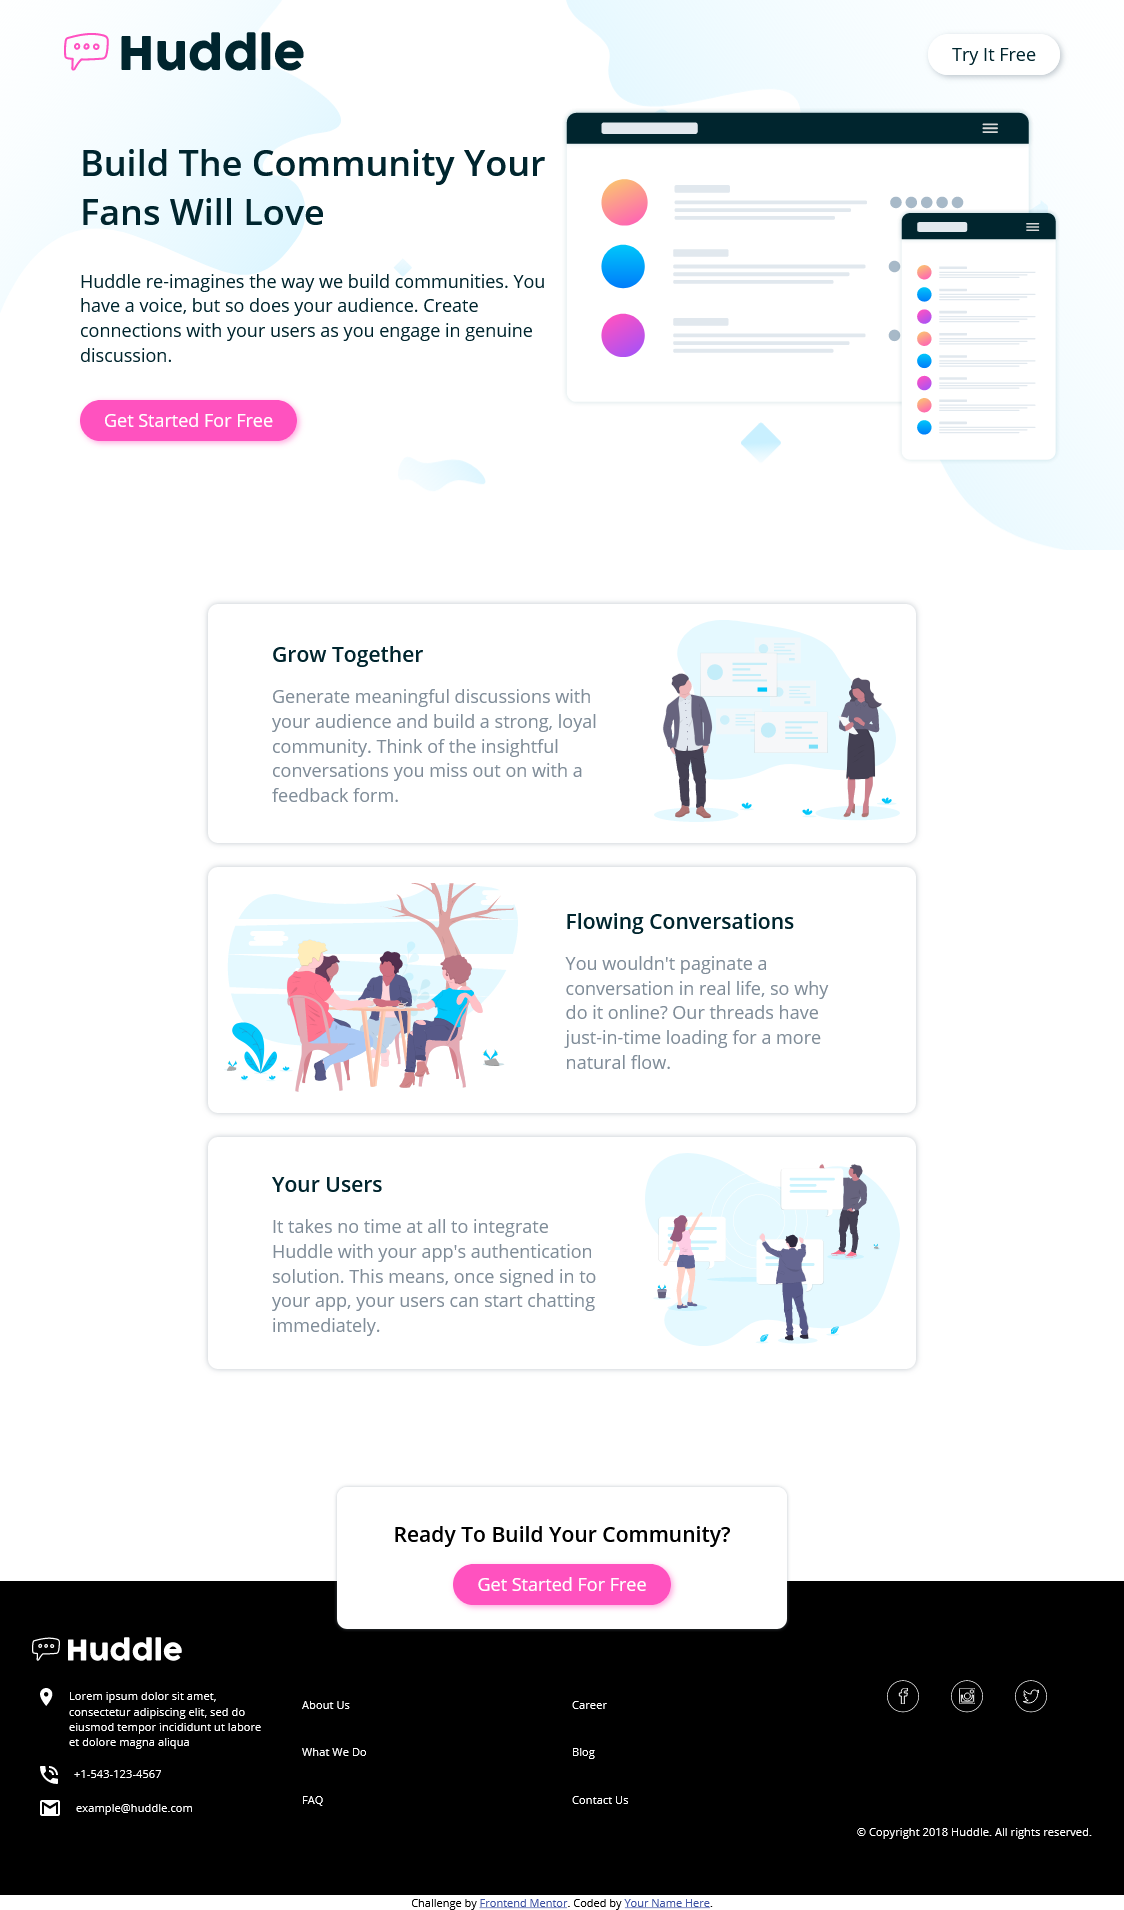 Huddle
Try It Free
Build The Community Your
Fans Will Love
Huddle re-imagines the way we build communities. You
have a voice, but so does your audience. Create
connections with your users as you engage in genuine
discussion.
Get Started For Free
Grow Together
Generate meaningful discussions with
your audience and build a strong, loyal
community. Think of the insightful
conversations you miss out on with a
feedback form.
Flowing Conversations
You wouldn't paginate a
conversation in real life, so why
do it online? Our threads have
just-in-time loading for a more
natural flow.
Your Users
It takes no time at all to integrate
Huddle with your app's authentication
solution. This means, once signed in to
your app, your users can start chatting
immediately.
Ready To Build Your Community?
Get Started For Free
Huddle
Lorem ipsum dolor sit amet,
consectetur adipiscing elit, sed do
eiusmod tempor incididunt ut labore
et dolore magna aliqua
+1-543-123-4567
example@huddle.com
About Us
What We Do
FAQ
Career
Blog
Contact Us
© Copyright 2018 Huddle. All rights reserved.
Challenge by Frontend Mentor. Coded by Your Name Here.